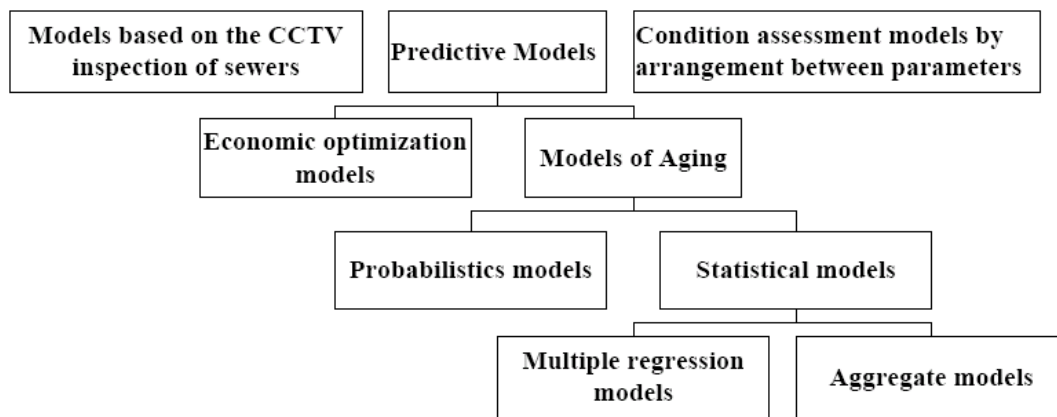 Models based on the CCTV
inspection of sewers
Predictive Models
Condition assessment models by
arrangement between parameters
Economic optimization
models
Models of Aging
Probabilistics models
Statistical models
Multiple regression
models
Aggregate models